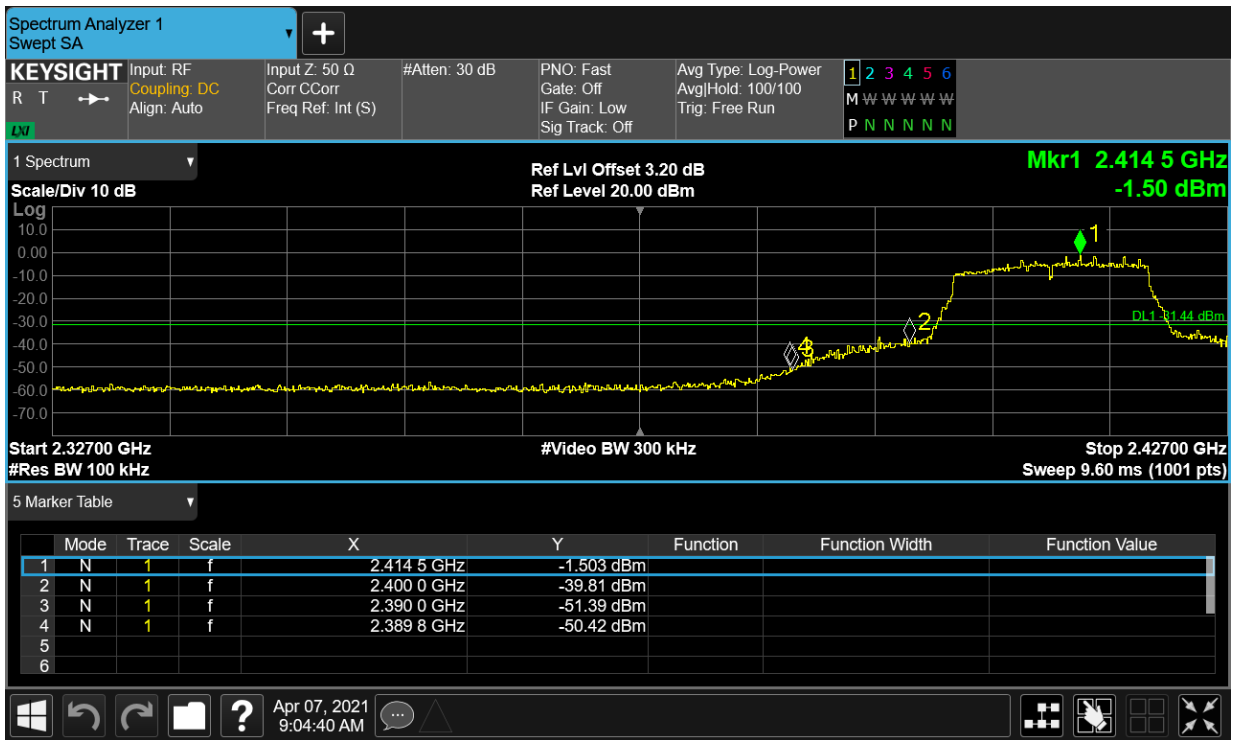 Spectrum Analyzer 1
Swept SA
+
KEYSIGHT
R T
LXI
Input: RF
Coupling: DC
Align: Auto
Input Z: 50 Ω
Corr CCorr
Freq Ref: Int (S)
#Atten: 30 dB
PNO: Fast
Gate: Off
IF Gain: Low
Sig Track: Off
Avg Type: Log-Power
Avg|Hold: 100/100
Trig: Free Run
1 2 3 4 5 6
M W W W W W
P N N N N N
1 Spectrum
Scale/Div 10 dB
Ref Lvl Offset 3.20 dB
Ref Level 20.00 dBm
Mkr1 2.414 5 GHz
-1.50 dBm
Log
10.0
0.00
-10.0
-20.0
-30.0
-40.0
-50.0
-60.0
-70.0
1
2
4
3
DL1 -31.44 dBm
Start 2.32700 GHz
#Video BW 300 kHz
Stop 2.42700 GHz
#Res BW 100 kHz
Sweep 9.60 ms (1001 pts)
5 Marker Table
Mode Trace Scale X Y Function Function Width Function Value
1 N 1 f 2.414 5 GHz -1.503 dBm
2 N 1 f 2.400 0 GHz -39.81 dBm
3 N 1 f 2.390 0 GHz -51.39 dBm
4 N 1 f 2.389 8 GHz -50.42 dBm
5
6
?
Apr 07, 2021
9:04:40 AM